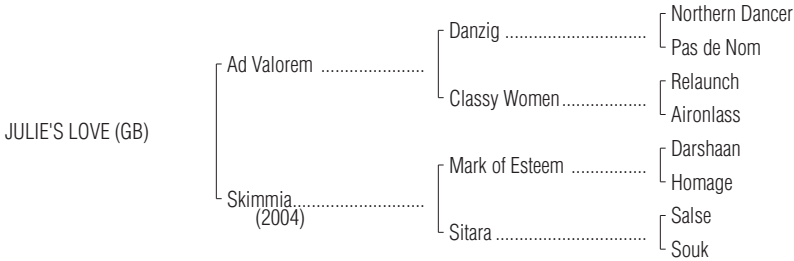 Northern Dancer
Danzig ..............................
Pas de Nom
Ad Valorem ......................
Relaunch
Classy Women..................
Aironlass
JULIE'S LOVE (GB)
Darshaan
Mark of Esteem ................
Homage
Skimmia............................
(2004)
Salse
Sitara ................................
Souk